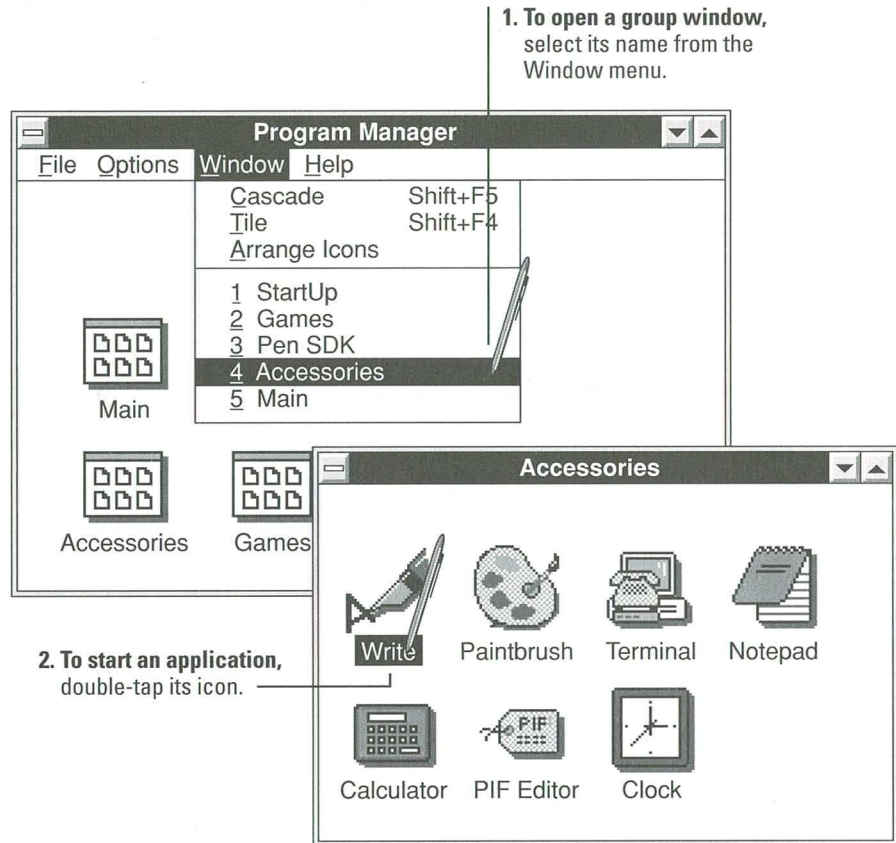 1. To open a group window,
select its name from the
Window menu.
Program Manager
File Options Window Help
Cascade Shift+F5
Tile Shift+F4
Arrange Icons
1 StartUp
2 Games
3 Pen SDK
4 Accessories
5 Main
Main
Accessories Games
Accessories
Write Paintbrush Terminal Notepad
2. To start an application,
double-tap its icon.
PIF
Calculator PIF Editor Clock